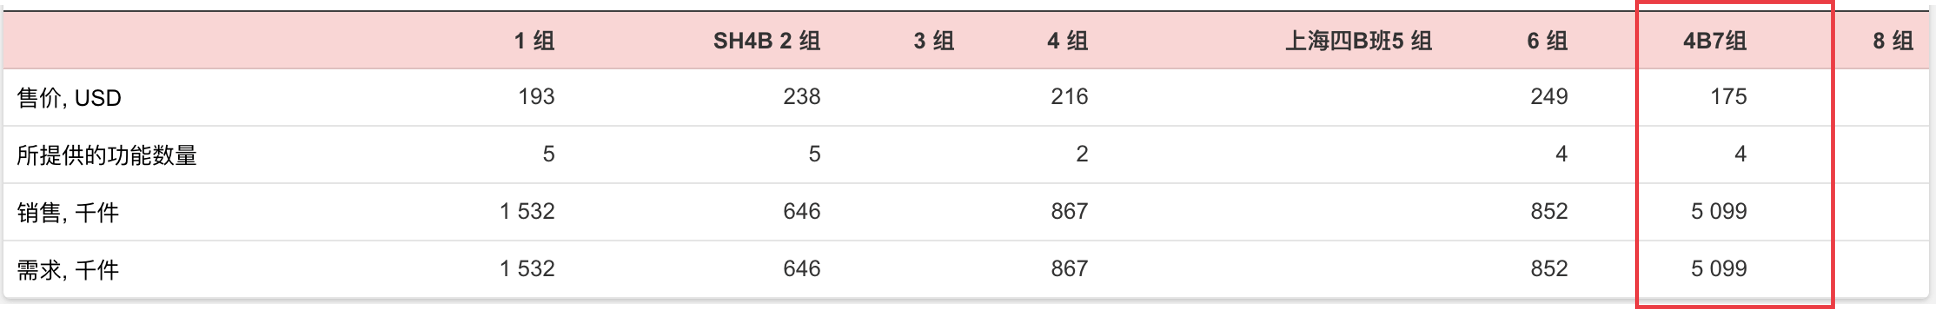 1 组 SH4B 2 组 3 组 4 组 上海四B班5 组 6 组 4B7组 8 组
售价, USD 193 238 216 249 175
所提供的功能数量 5 5 2 4 4
销售, 千件 1 532 646 867 852 5 099
需求, 千件 1 532 646 867 852 5 099